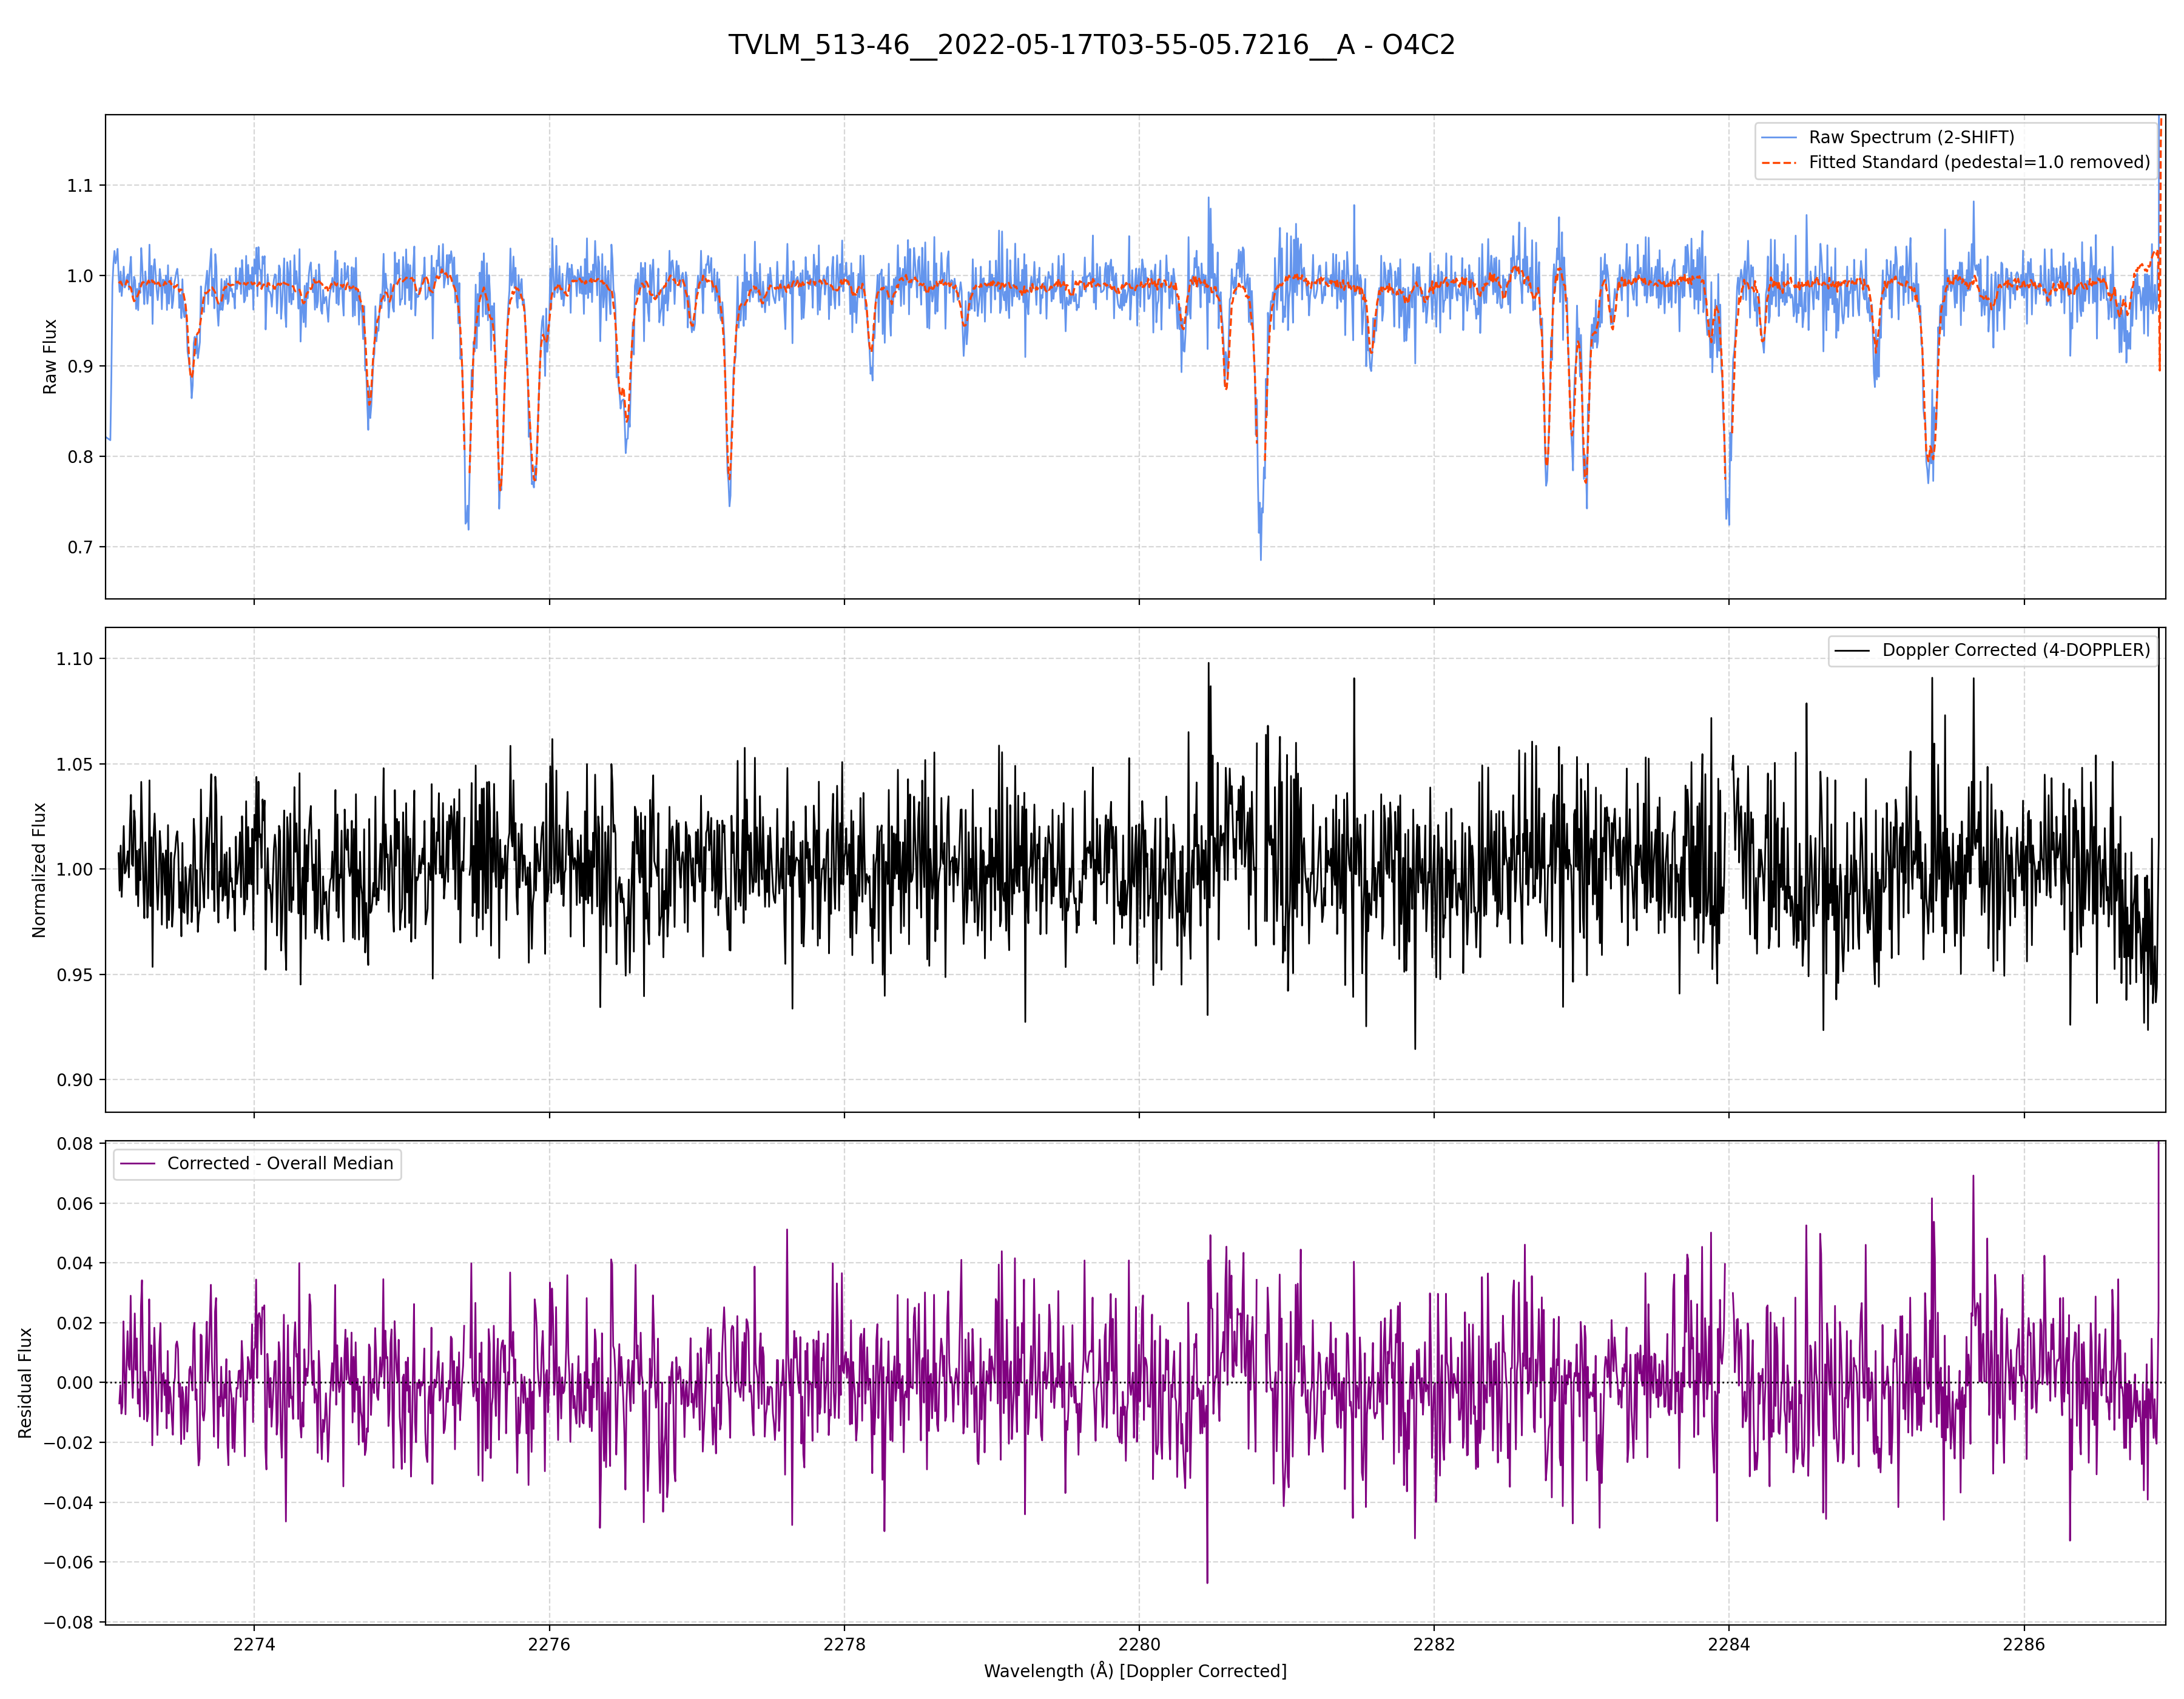 TVLM_513-46__2022-05-17T03-55-05.7216__A - O4C2
Raw Spectrum (2-SHIFT)
Fitted Standard (pedestal=1.0 removed)
1.1
1.0
0.9
0.8
0.7
Raw Flux
Doppler Corrected (4-DOPPLER)
1.10
1.05
1.00
0.95
0.90
Normalized Flux
Corrected - Overall Median
0.08
0.06
0.04
0.02
0.00
−0.02
−0.04
−0.06
−0.08
Residual Flux
2274 2276 2278 2280 2282 2284 2286
Wavelength (Å) [Doppler Corrected]